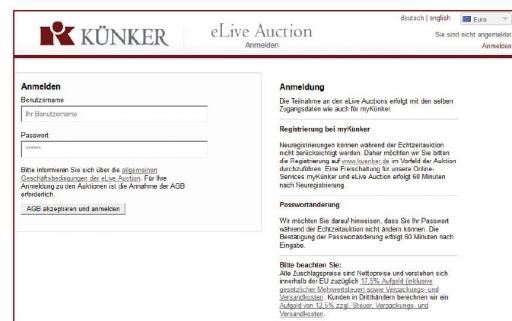 deutsch | english
Euro
KÜNKER
eLive Auction
Anmelden
Sie sind nicht angemeldet
Anmelden
Anmelden
Benutzername
Ihr Benutzername
Passwort
Bitte informieren Sie sich über die allgemeinen
Geschäftsbedingungen der eLive Auction. Für Ihre
Anmeldung zu den Auktionen ist die Annahme der AGB
erforderlich.
AGB akzeptieren und anmelden
Anmeldung
Die Teilnahme an den eLive Auctions erfolgt mit den selben
Zugangsdaten wie auch für myKünker.
Registrierung bei myKünker
Neuregistrierungen können während der Echtzeitauktion
nicht berücksichtigt werden. Daher möchten wir Sie bitten
die Registrierung auf www.kuenker.de im Vorfeld der Auktion
durchzuführen. Eine Freischaltung für unsere Online-
Services myKünker und eLive Auction erfolgt 60 Minuten
nach Neuregistrierung.
Passwortänderung
Wir möchten Sie darauf hinweisen, dass Sie Ihr Passwort
während der Echtzeitauktion nicht ändern können. Die
Bestätigung der Passwortänderung erfolgt 60 Minuten nach
Eingabe.
Bitte beachten Sie:
Alle Zuschlagspreise sind Nettopreise und verstehen sich
innerhalb der EU zuzüglich 17,5% Aufgeld (inklusive
gesetzlicher Mehrwertsteuer) sowie Verpackungs- und
Versandkosten. Kunden in Drittländern berechnen wir ein
Aufgeld von 12,5% zzgl. Steuer, Verpackungs- und
Versandkosten.